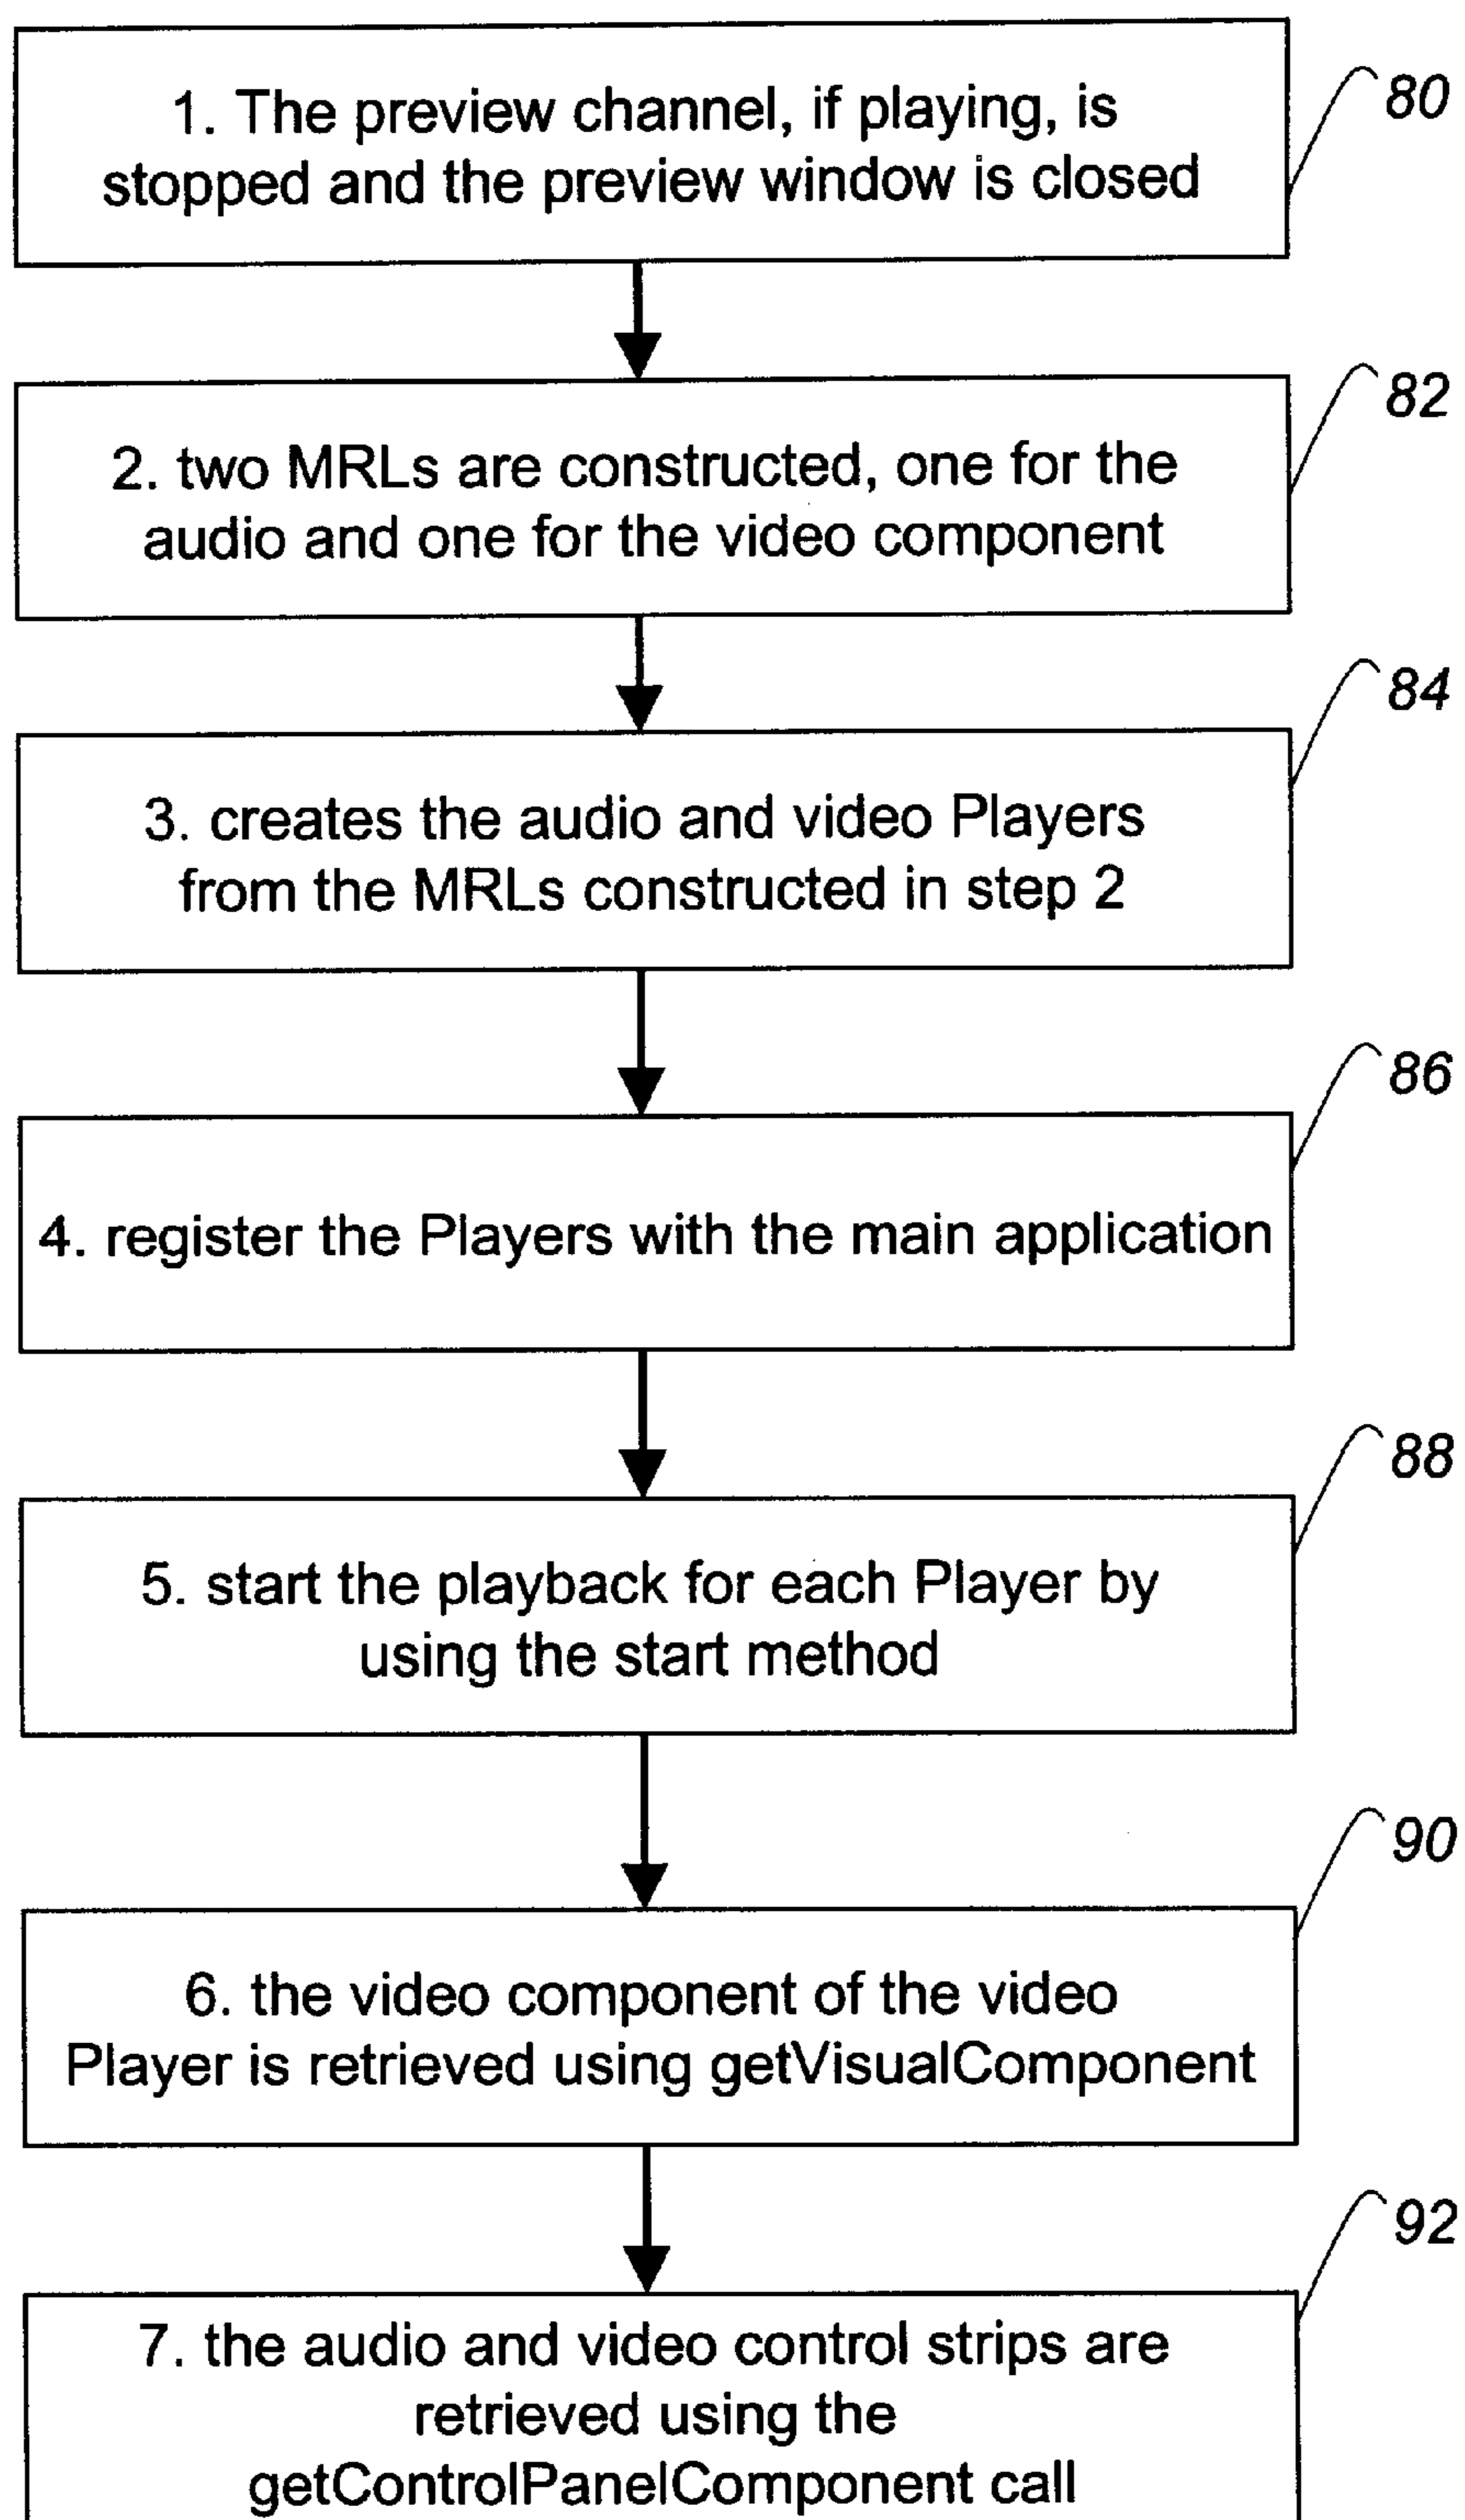 1. The preview channel, if playing, is
stopped and the preview window is closed
80
2. two MRLs are constructed, one for the
audio and one for the video component
82
3. creates the audio and video Players
from the MRLs constructed in step 2
84
4. register the Players with the main application
86
5. start the playback for each Player by
using the start method
88
6. the video component of the video
Player is retrieved using getVisualComponent
90
7. the audio and video control strips are
retrieved using the
getControlPanelComponent call
92